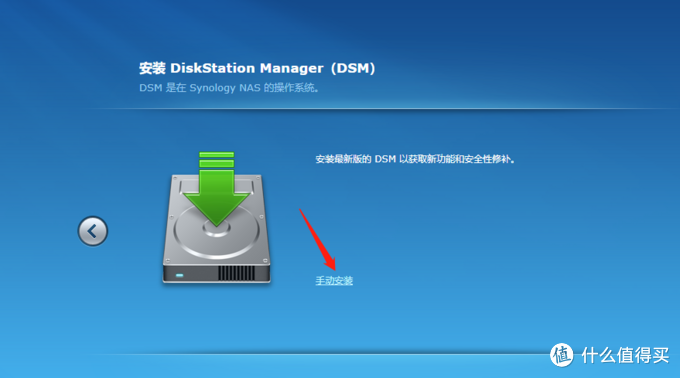 安装 DiskStation Manager（DSM）
DSM 是在 Synology NAS 的操作系统。
安装最新版的 DSM 以获取新功能和安全性修补。
手动安装
值 什么值得买